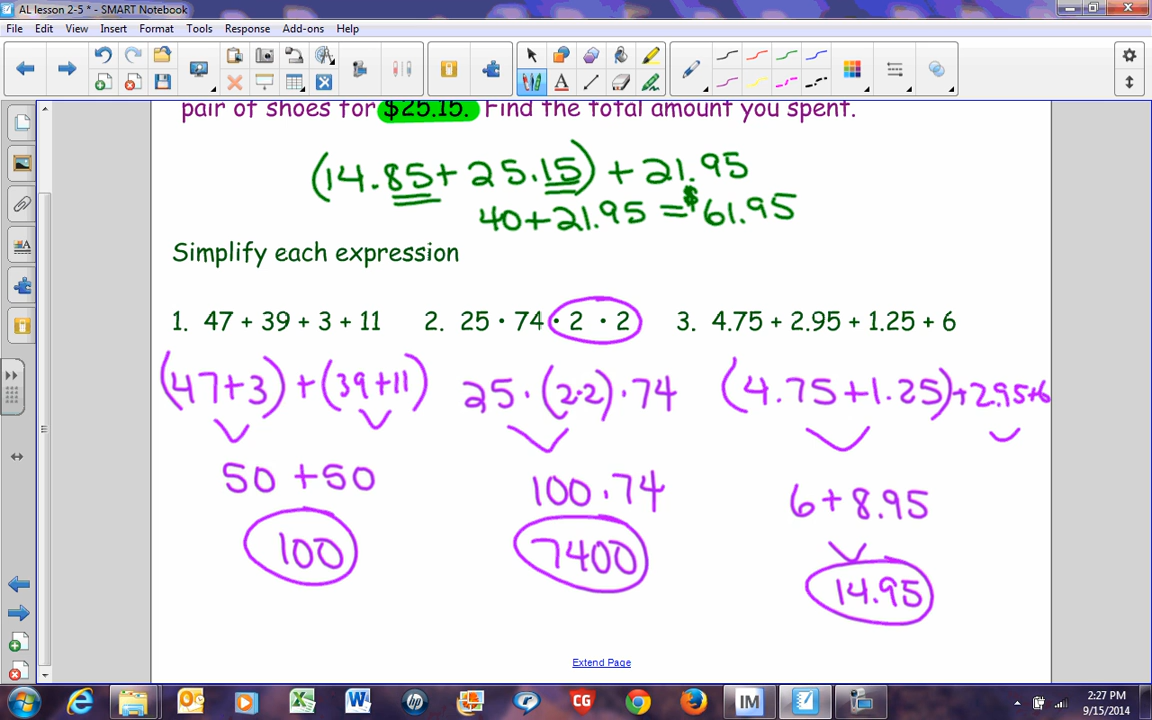 AL lesson 2-5 * - SMART Notebook
File Edit View Insert Format Tools Response Add-ons Help
pair of shoes for $25.15. Find the total amount you spent.
(14.85+ 25.15) + 21.95
40+21.95 = $61.95
Simplify each expression
1. 47 + 39 + 3 + 11 2. 25 · 74 · 2 · 2 3. 4.75 + 2.95 + 1.25 + 6
(47+3) +(39+11) 25 · (2·2) · 74 (4.75+1.25)+2.95+6
50 +50 100 · 74 6+8.95
100 7400 14.95
Extend Page
2:27 PM
9/15/2014